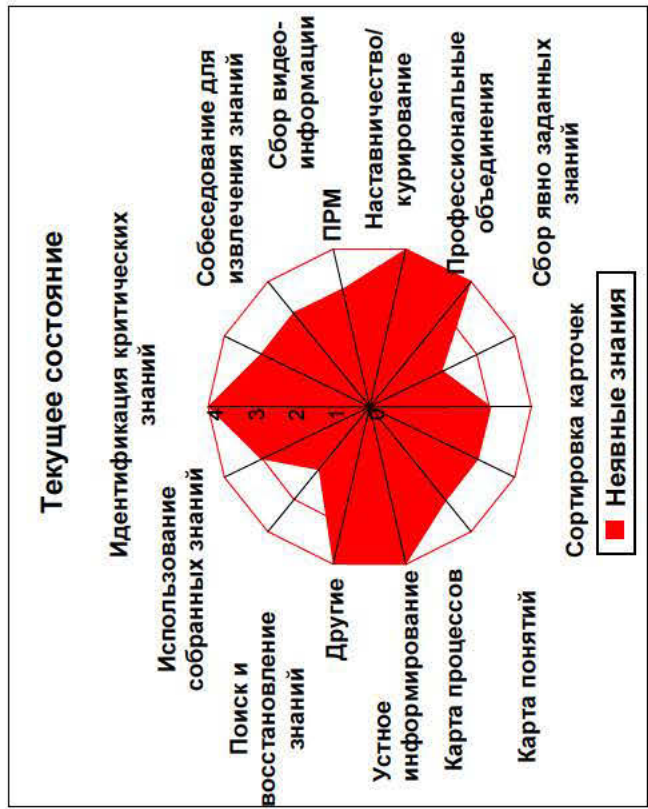 Текущее состояние
Идентификация критических
знаний
Собеседование для
извлечения знаний
Сбор видео-
информации
ПРМ
Наставничество/
курирование
Профессиональные
объединения
Сбор явно заданных
знаний
Сортировка карточек
Карта понятий
Карта процессов
Устное
информирование
Другие
Поиск и
восстановление
знаний
Использование
собранных знаний
4
3
2
1
0
Неявные знания